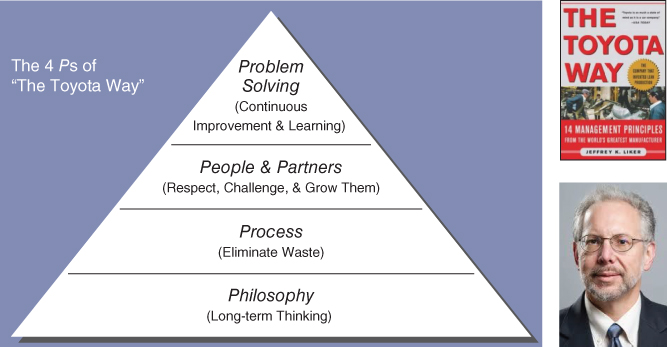 The 4 Ps of
“The Toyota Way”
Problem
Solving
(Continuous
Improvement & Learning)
People & Partners
(Respect, Challenge, & Grow Them)
Process
(Eliminate Waste)
Philosophy
(Long-term Thinking)
THE
TOYOTA
WAY
14 MANAGEMENT PRINCIPLES
FROM THE WORLD'S GREATEST MANUFACTURER
JEFFREY K. LIKER